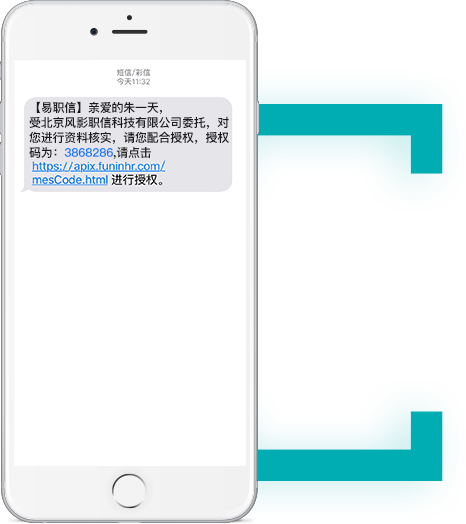 短信/彩信
今天11:32
【易职信】亲爱的朱一天，
受北京风影职信科技有限公司委托，对
您进行资料核实，请您配合授权，授权
码为：3868286,请点击
https://apix.funinhr.com/
mesCode.html 进行授权。